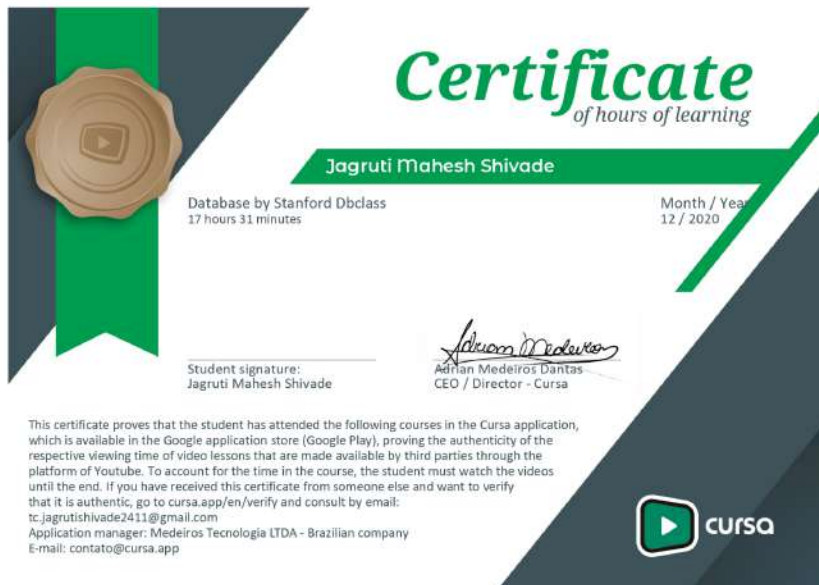 Certificate
of hours of learning
Jagruti Mahesh Shivade
Database by Stanford Dbclass
17 hours 31 minutes
Month / Year
12 / 2020
Adrian Medeiros
Student signature:
Jagruti Mahesh Shivade
Adrian Medeiros Dantas
CEO / Director - Cursa
This certificate proves that the student has attended the following courses in the Cursa application,
which is available in the Google application store (Google Play), proving the authenticity of the
respective viewing time of video lessons that are made available by third parties through the
platform of Youtube. To account for the time in the course, the student must watch the videos
until the end. If you have received this certificate from someone else and want to verify
that it is authentic, go to cursa.app/en/verify and consult by email:
tc.jagrutishivade2411@gmail.com
Application manager: Medeiros Tecnologia LTDA - Brazilian company
E-mail: contato@cursa.app
cursa